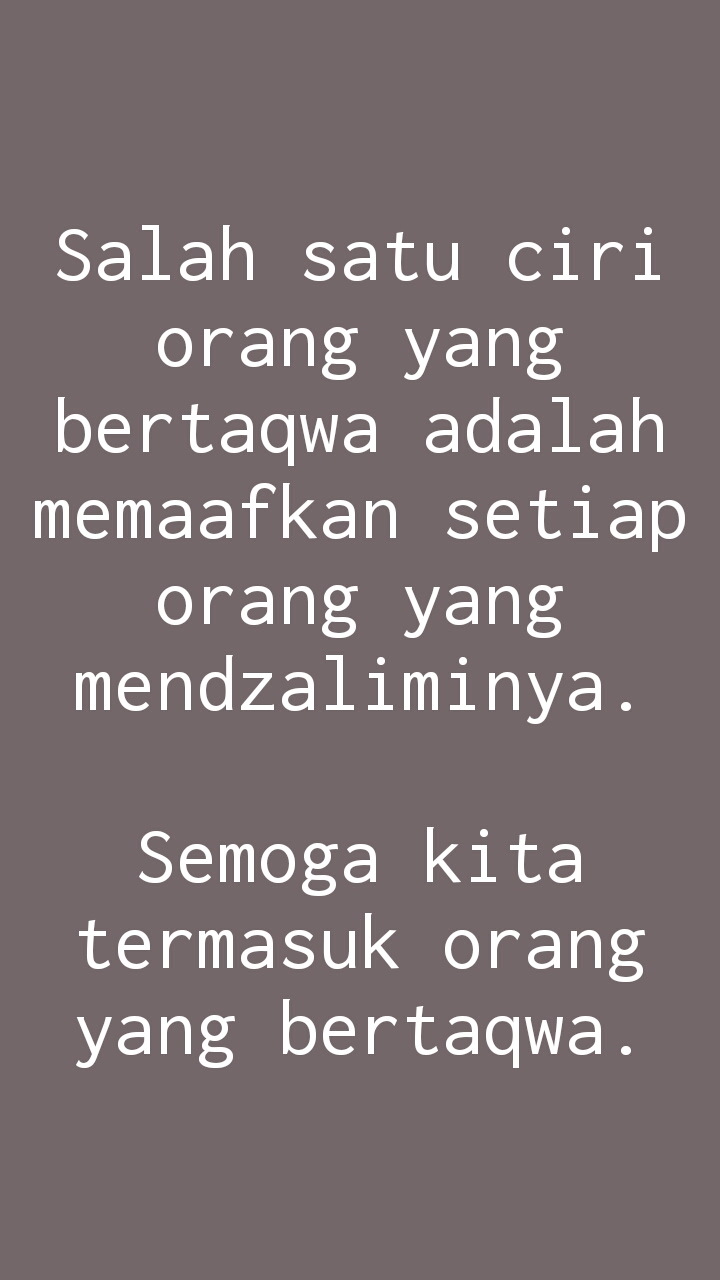 Salah satu ciri
orang yang
bertaqwa adalah
memaafkan setiap
orang yang
mendzaliminya.
Semoga kita
termasuk orang
yang bertaqwa.